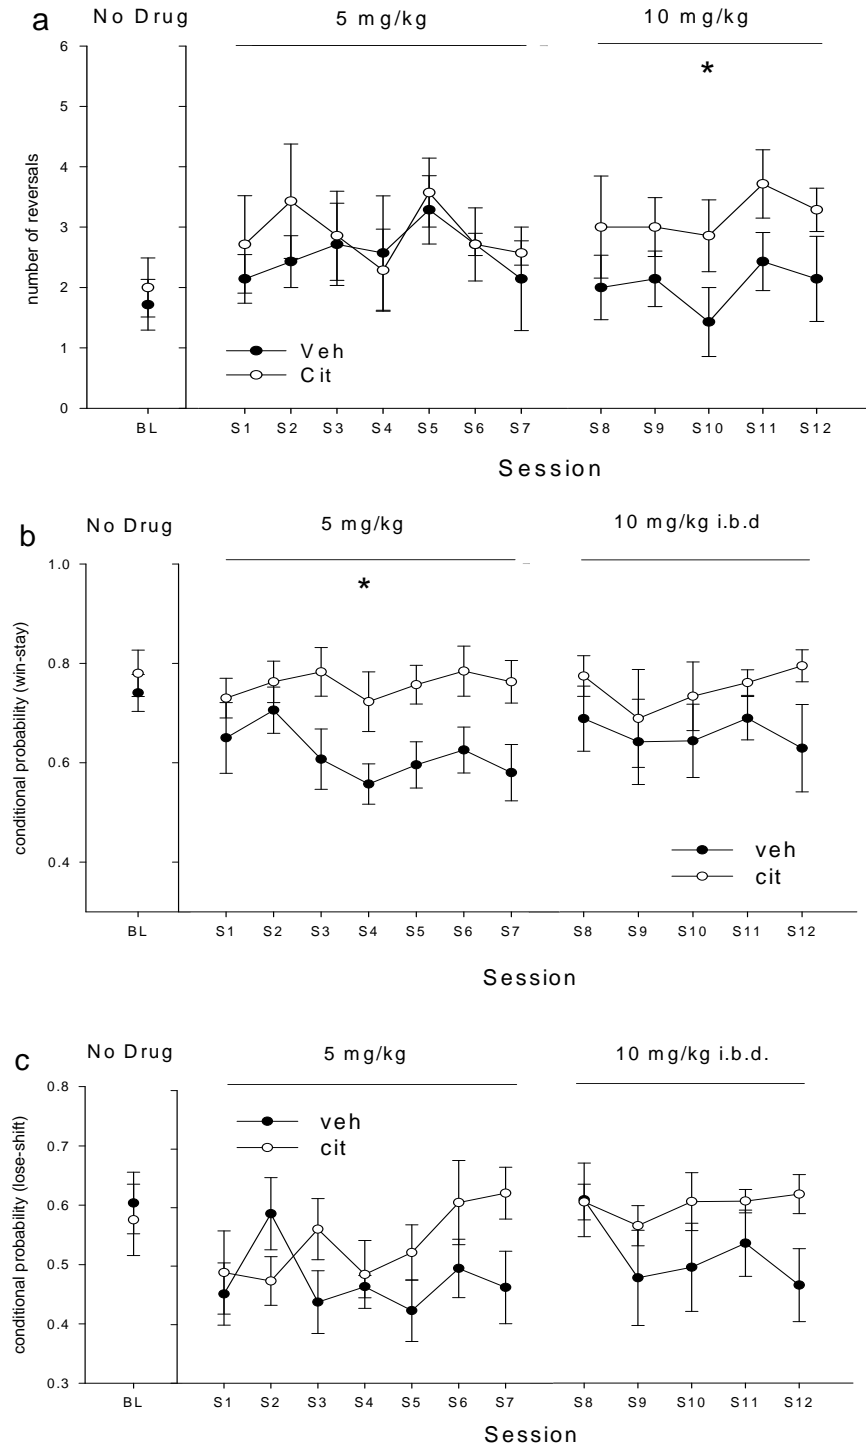 a
No Drug
5 mg/kg
10 mg/kg
*
6
5
4
3
2
1
0
number of reversals
Veh
Cit
BL
S1
S2
S3
S4
S5
S6
S7
S8
S9
S10
S11
S12
Session
b
No Drug
5 mg/kg
10 mg/kg i.b.d
*
1.0
0.8
0.6
0.4
conditional probability (win-stay)
veh
cit
BL
S1
S2
S3
S4
S5
S6
S7
S8
S9
S10
S11
S12
Session
c
No Drug
5 mg/kg
10 mg/kg i.b.d.
0.8
0.7
0.6
0.5
0.4
0.3
conditional probability (lose-shift)
veh
cit
BL
S1
S2
S3
S4
S5
S6
S7
S8
S9
S10
S11
S12
Session